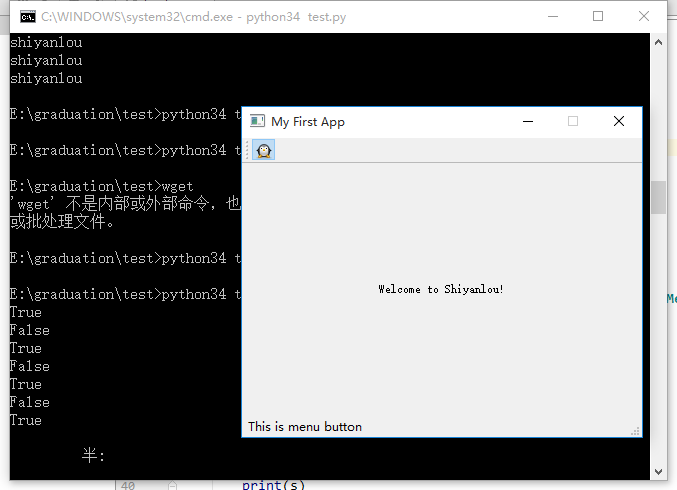 C:\WINDOWS\system32\cmd.exe - python34  test.py
shiyanlou
shiyanlou
shiyanlou
E:\graduation\test>python34 t
E:\graduation\test>python34 t
E:\graduation\test>wget
'wget' 不是内部或外部命令，也
或批处理文件。
E:\graduation\test>python34 t
E:\graduation\test>python34 t
True
False
True
False
True
False
True
半:
My First App
Welcome to Shiyanlou!
This is menu button
Me
40 print(s)